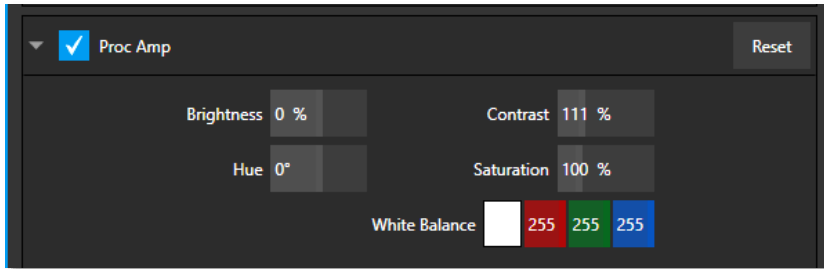 Proc Amp Reset
Brightness 0 % Contrast 111 %
Hue 0° Saturation 100 %
White Balance 255 255 255